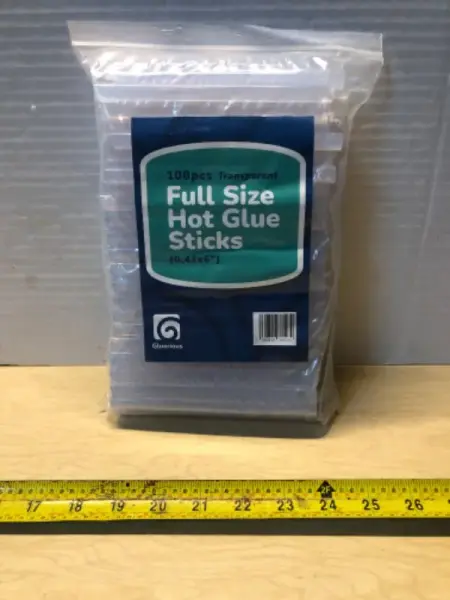 108pcs Transparent
Full Size
Hot Glue
Sticks
(0.43x6")
Gluerious
17 18 19 20 21 22 23 24 25 26
2F